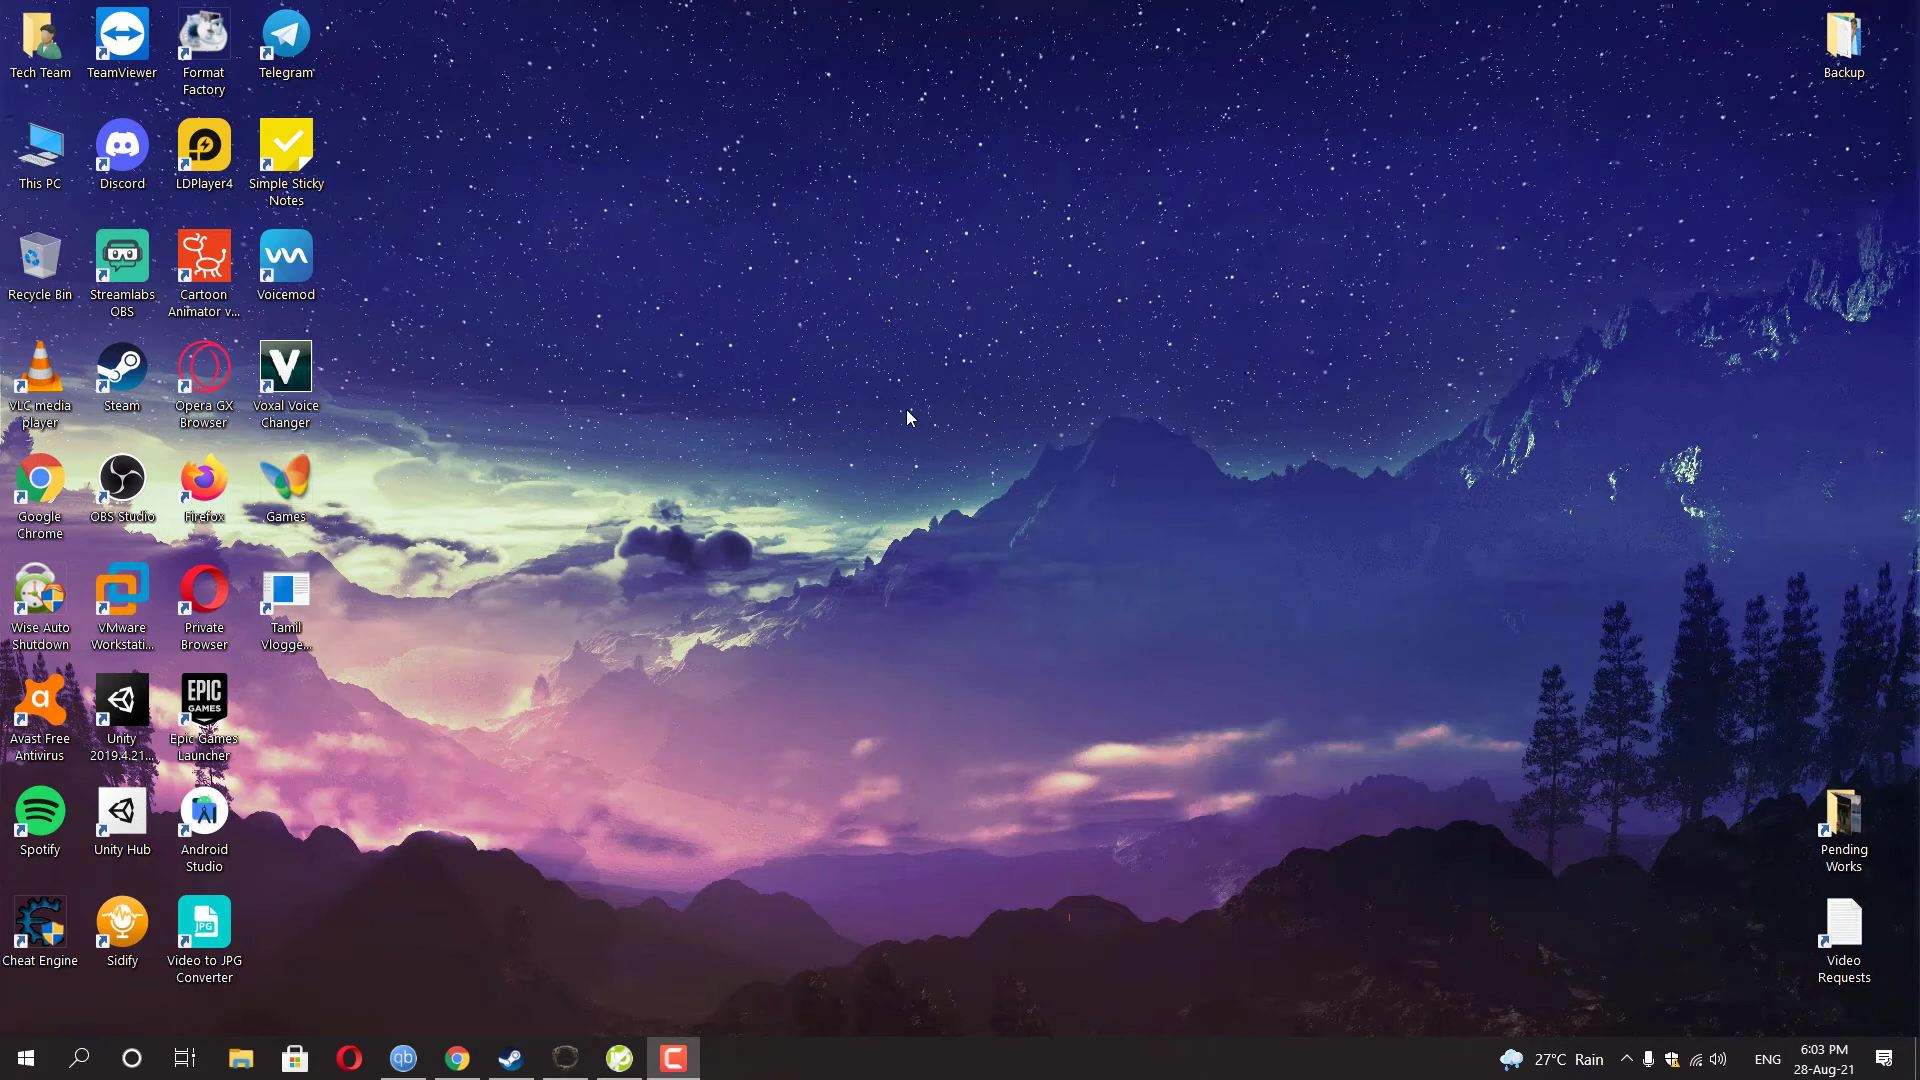 Tech Team
TeamViewer
Format
Factory
Telegram
Backup
This PC
Discord
LDPlayer4
Simple Sticky
Notes
Recycle Bin
Streamlabs
OBS
Cartoon
Animator v...
Voicemod
VLC media
player
Steam
Opera GX
Browser
V
Voxal Voice
Changer
Google
Chrome
OBS Studio
Firefox
Games
Wise Auto
Shutdown
VMware
Workstati...
Private
Browser
Tamil
Vlogge...
a
Avast Free
Antivirus
Unity
2019.4.21...
EPIC
GAMES
Epic Games
Launcher
Spotify
Unity Hub
Android
Studio
Pending
Works
Cheat Engine
Sidify
JPG
Video to JPG
Converter
Video
Requests
qb
27°C Rain
ENG
6:03 PM
28-Aug-21